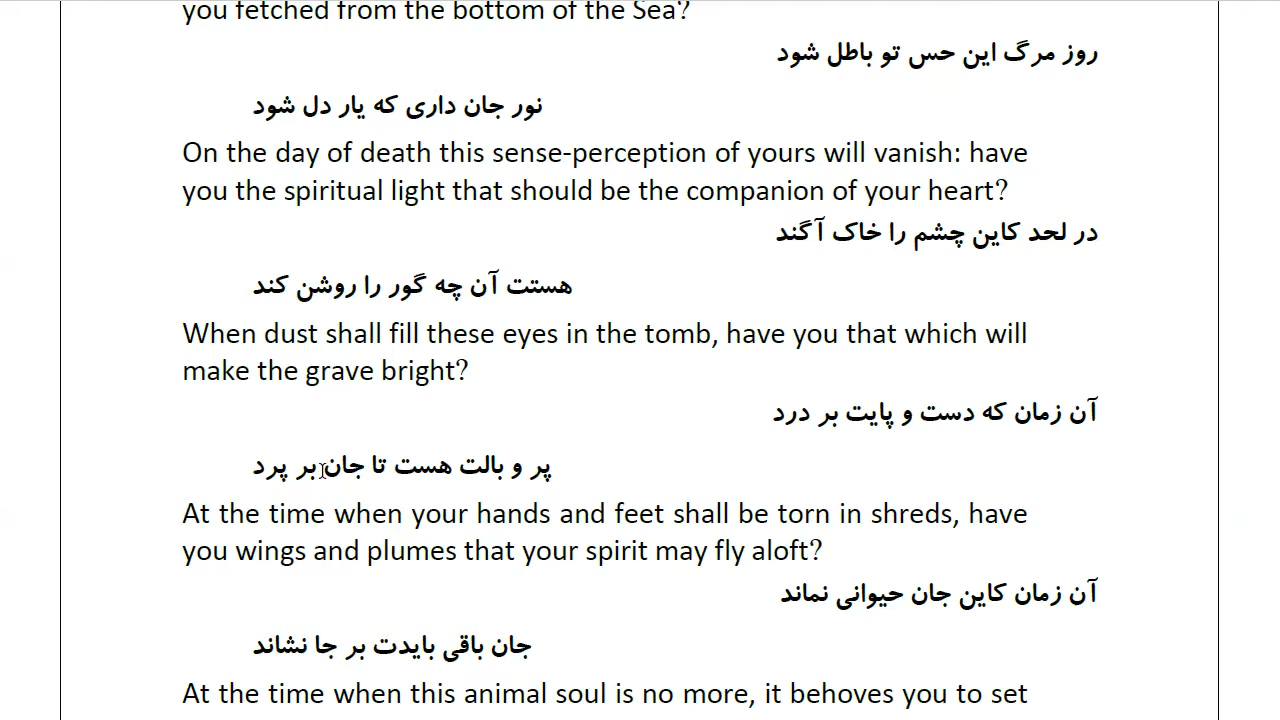 you fetched from the bottom of the Sea?
روز مرگ این حس تو باطل شود
نور جان داری که یار دل شود
On the day of death this sense-perception of yours will vanish: have
you the spiritual light that should be the companion of your heart?
در لحد کاین چشم را خاک آگند
هستت آن چه گور را روشن کند
When dust shall fill these eyes in the tomb, have you that which will
make the grave bright?
آن زمان که دست و پایت بر درد
پر و بالت هست تا جان بر پرد
At the time when your hands and feet shall be torn in shreds, have
you wings and plumes that your spirit may fly aloft?
آن زمان کاین جان حیوانی نماند
جان باقی بایدت بر جا نشاند
At the time when this animal soul is no more, it behoves you to set